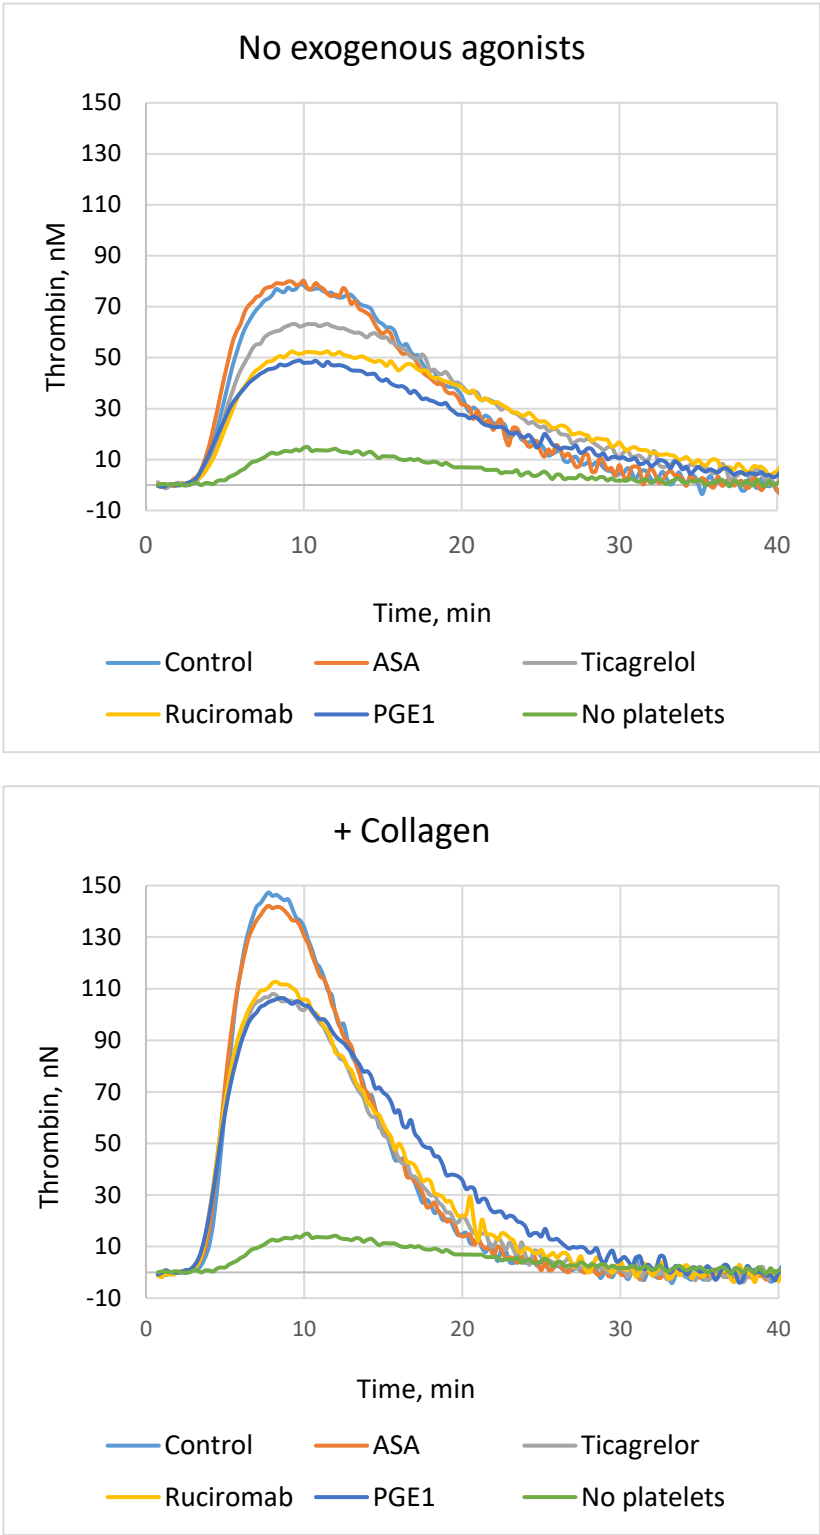 No exogenous agonists
150
130
110
90
70
50
30
10
-10
Thrombin, nM
0 10 20 30 40
Time, min
Control ASA Ticagrelol
Ruciromab PGE1 No platelets
+ Collagen
150
130
110
90
70
50
30
10
-10
Thrombin, nN
0 10 20 30 40
Time, min
Control ASA Ticagrelor
Ruciromab PGE1 No platelets